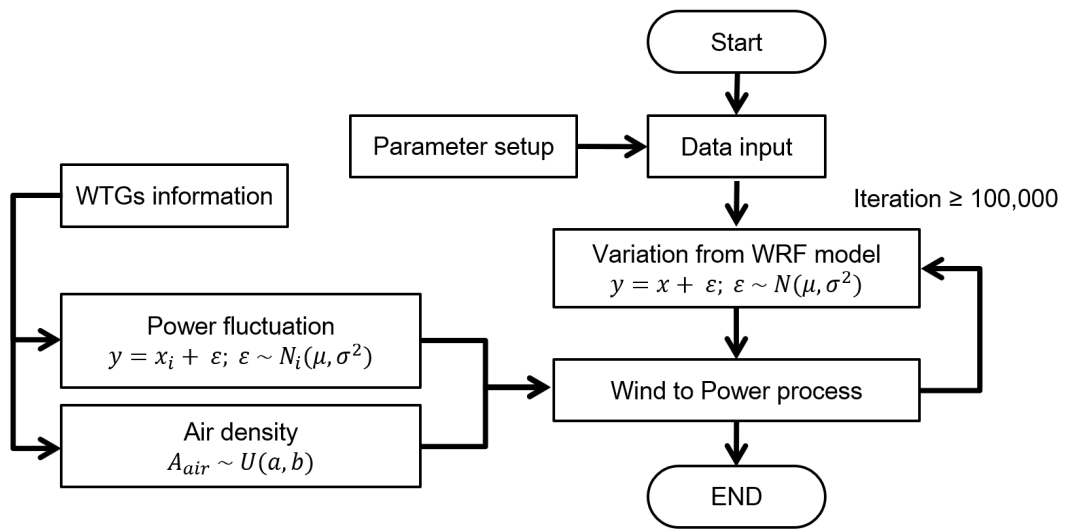 Start
Parameter setup
Data input
WTGs information
Iteration ≥ 100,000
Variation from WRF model
y = x + ε; ε ~ N(μ, σ²)
Power fluctuation
y = xᵢ + ε; ε ~ Nᵢ(μ, σ²)
Wind to Power process
Air density
A_air ~ U(a, b)
END